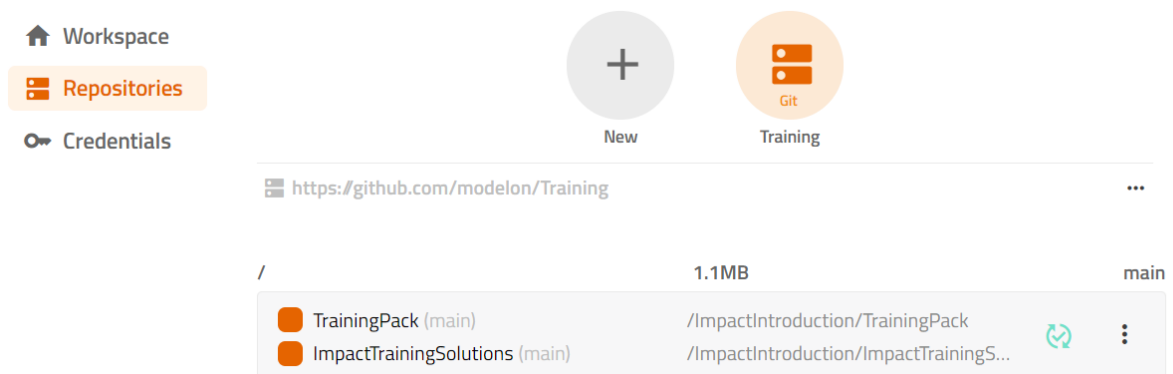 Workspace
Repositories
Credentials
Git
New
Training
https://github.com/modelon/Training
/
1.1MB
main
TrainingPack (main)
/ImpactIntroduction/TrainingPack
ImpactTrainingSolutions (main)
/ImpactIntroduction/ImpactTrainingS...